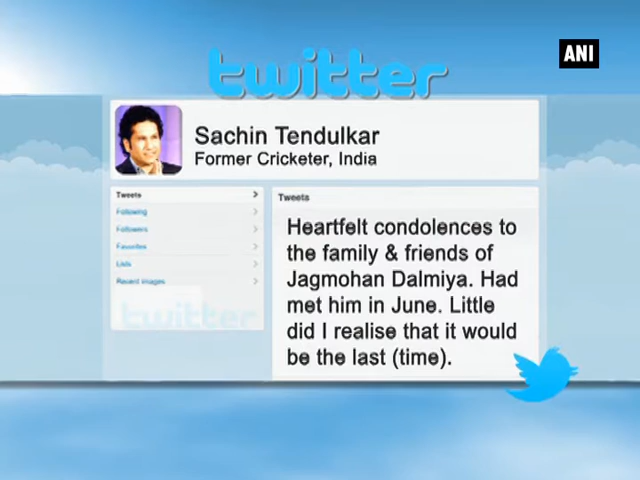 ANI
twitter
Sachin Tendulkar
Former Cricketer, India
Tweets
Following
Followers
Favorites
Lists
Recent images
twitter
Tweets
Heartfelt condolences to
the family & friends of
Jagmohan Dalmiya. Had
met him in June. Little
did I realise that it would
be the last (time).